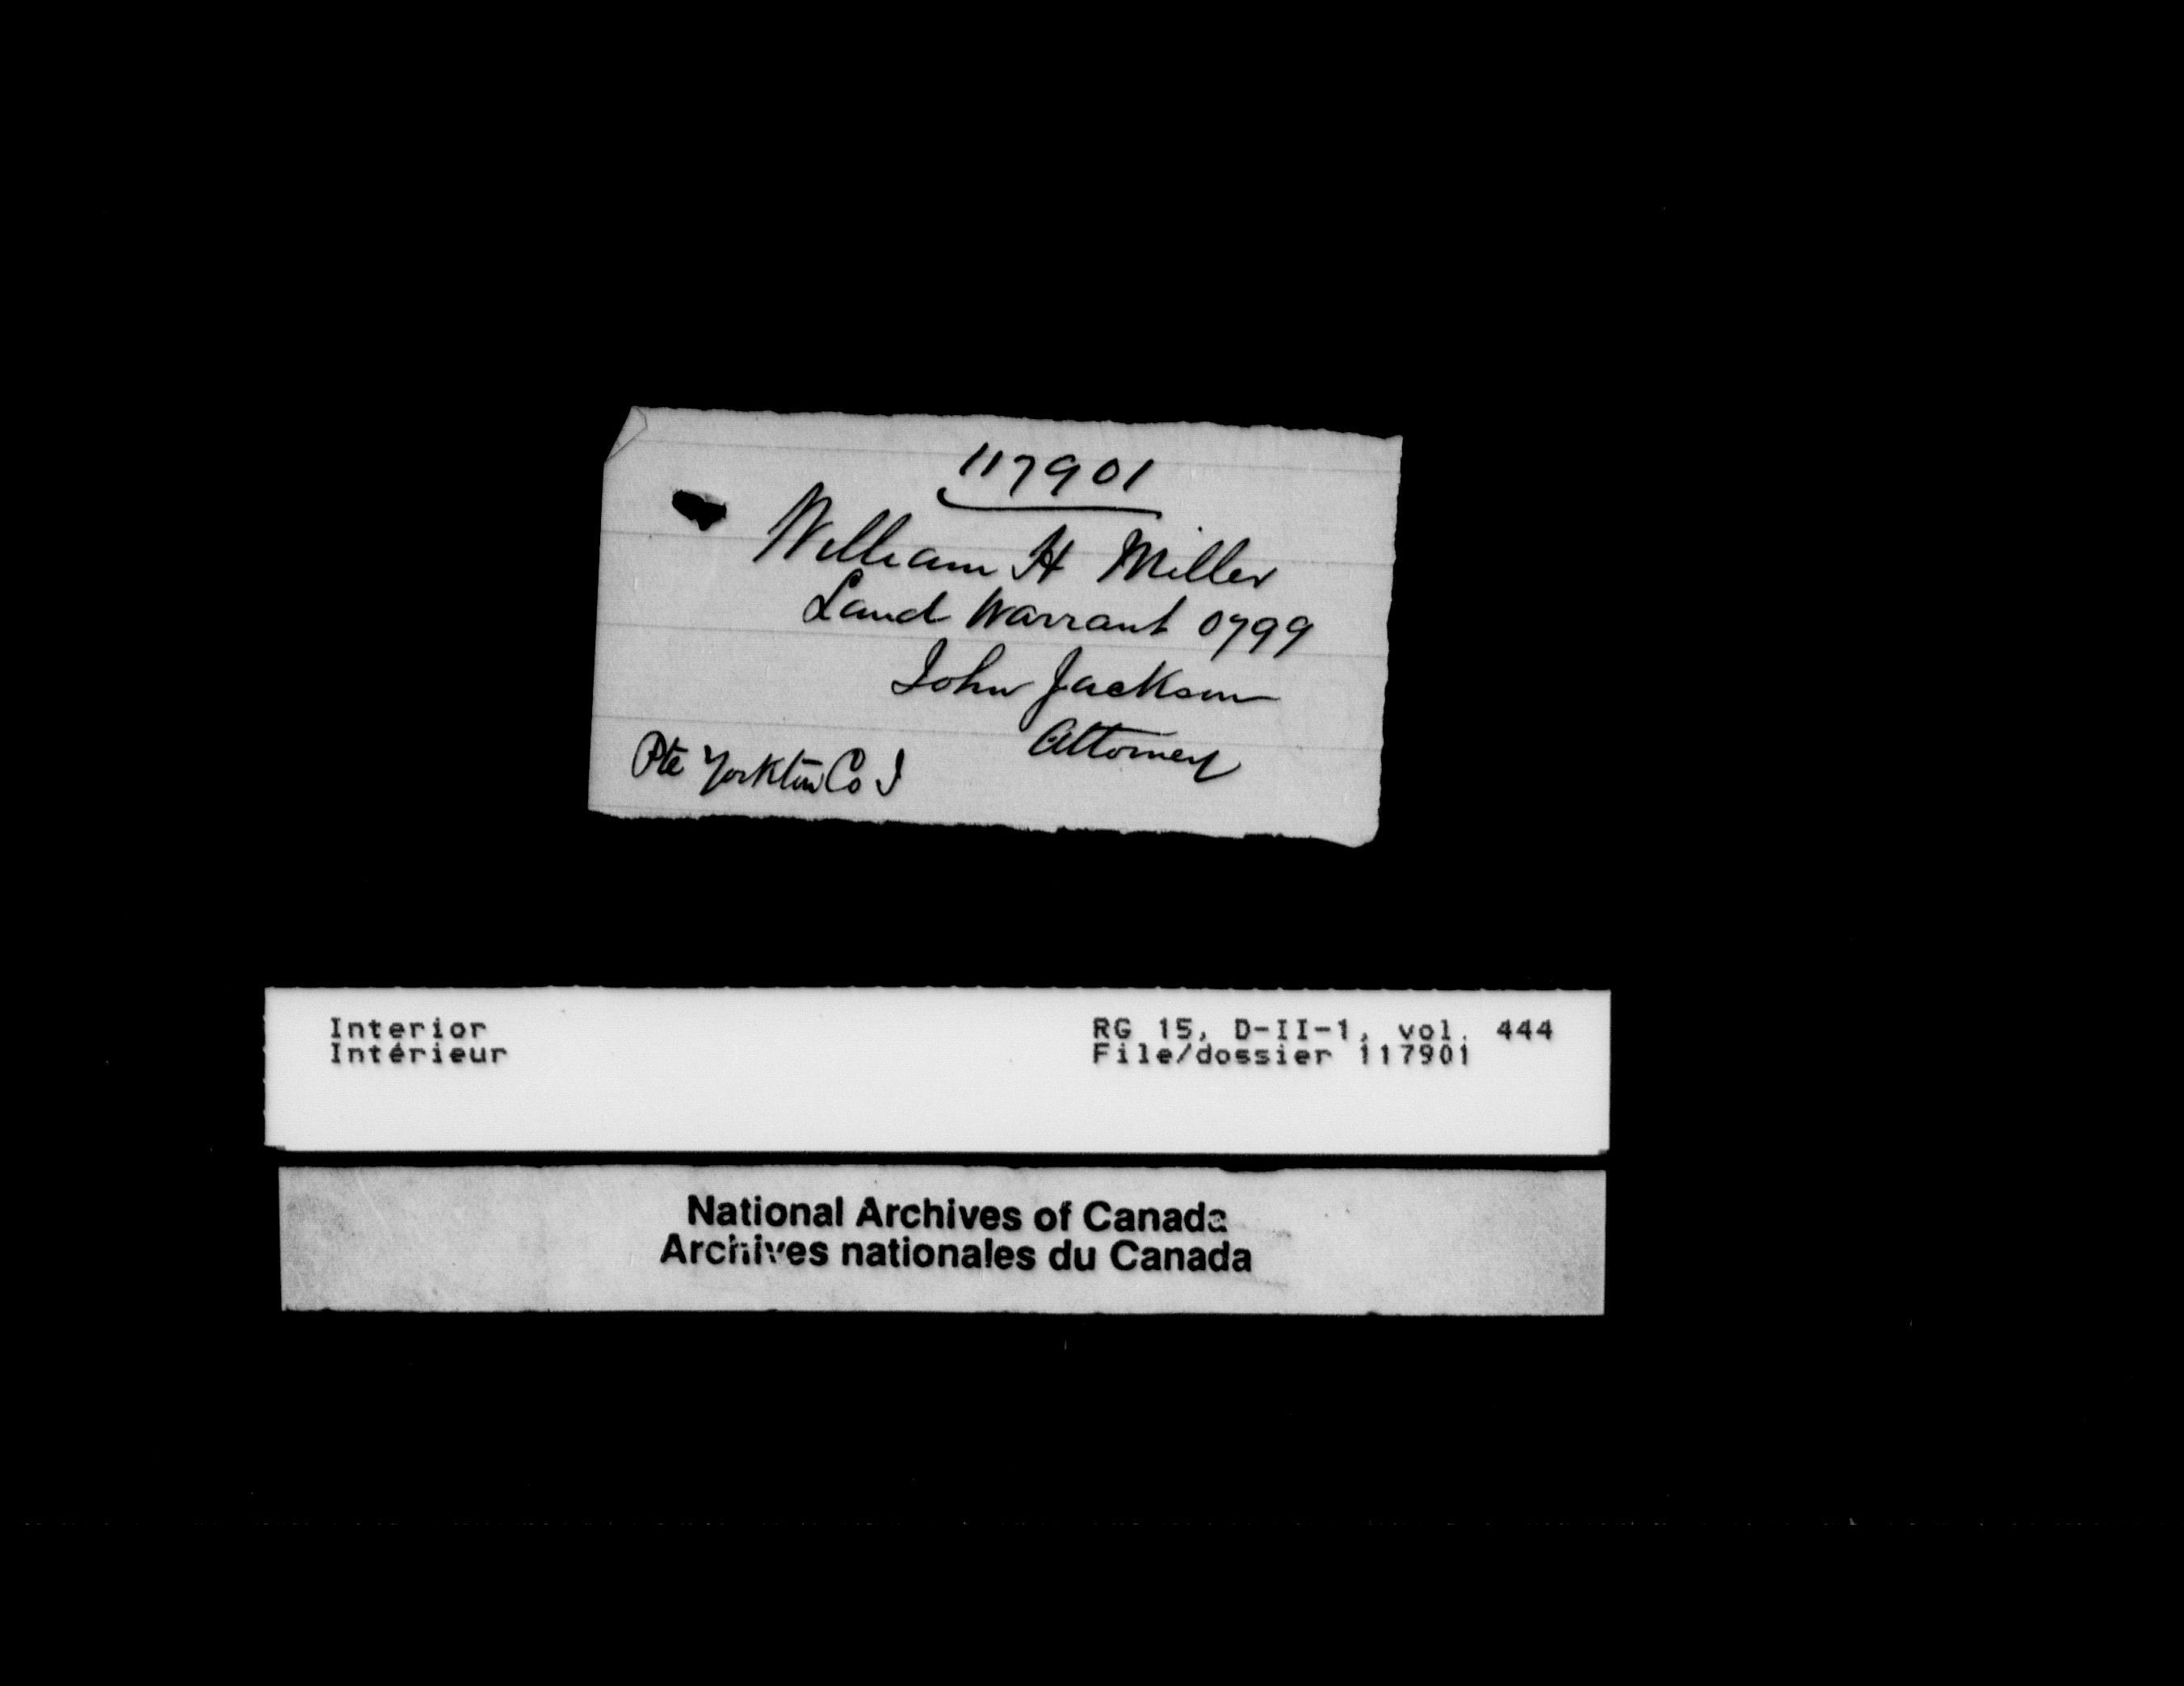 117901
William H Miller
Land Warrant 0799
John Jackson
Attorney
Pte Yorkton Co I
Interior
Intérieur
RG 15, D-II-1, vol. 444
File/dossier 117901
National Archives of Canada
Archives nationales du Canada